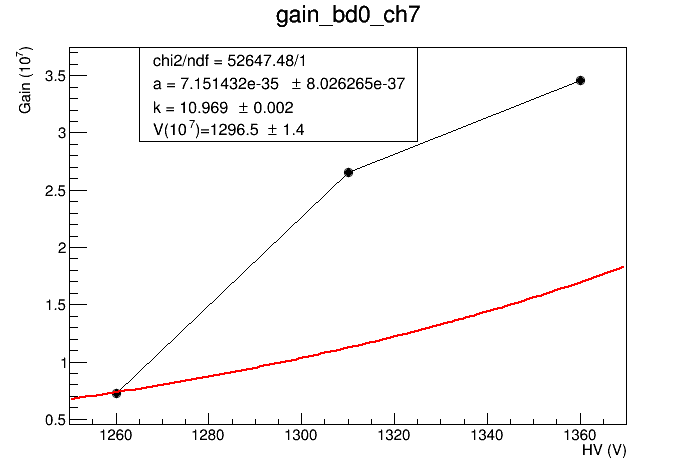 gain_bd0_ch7
chi2/ndf = 52647.48/1
a = 7.151432e-35 ± 8.026265e-37
k = 10.969 ± 0.002
V(10^7)=1296.5 ± 1.4
Gain (10^7)
3.5
3
2.5
2
1.5
1
0.5
1260 1280 1300 1320 1340 1360
HV (V)